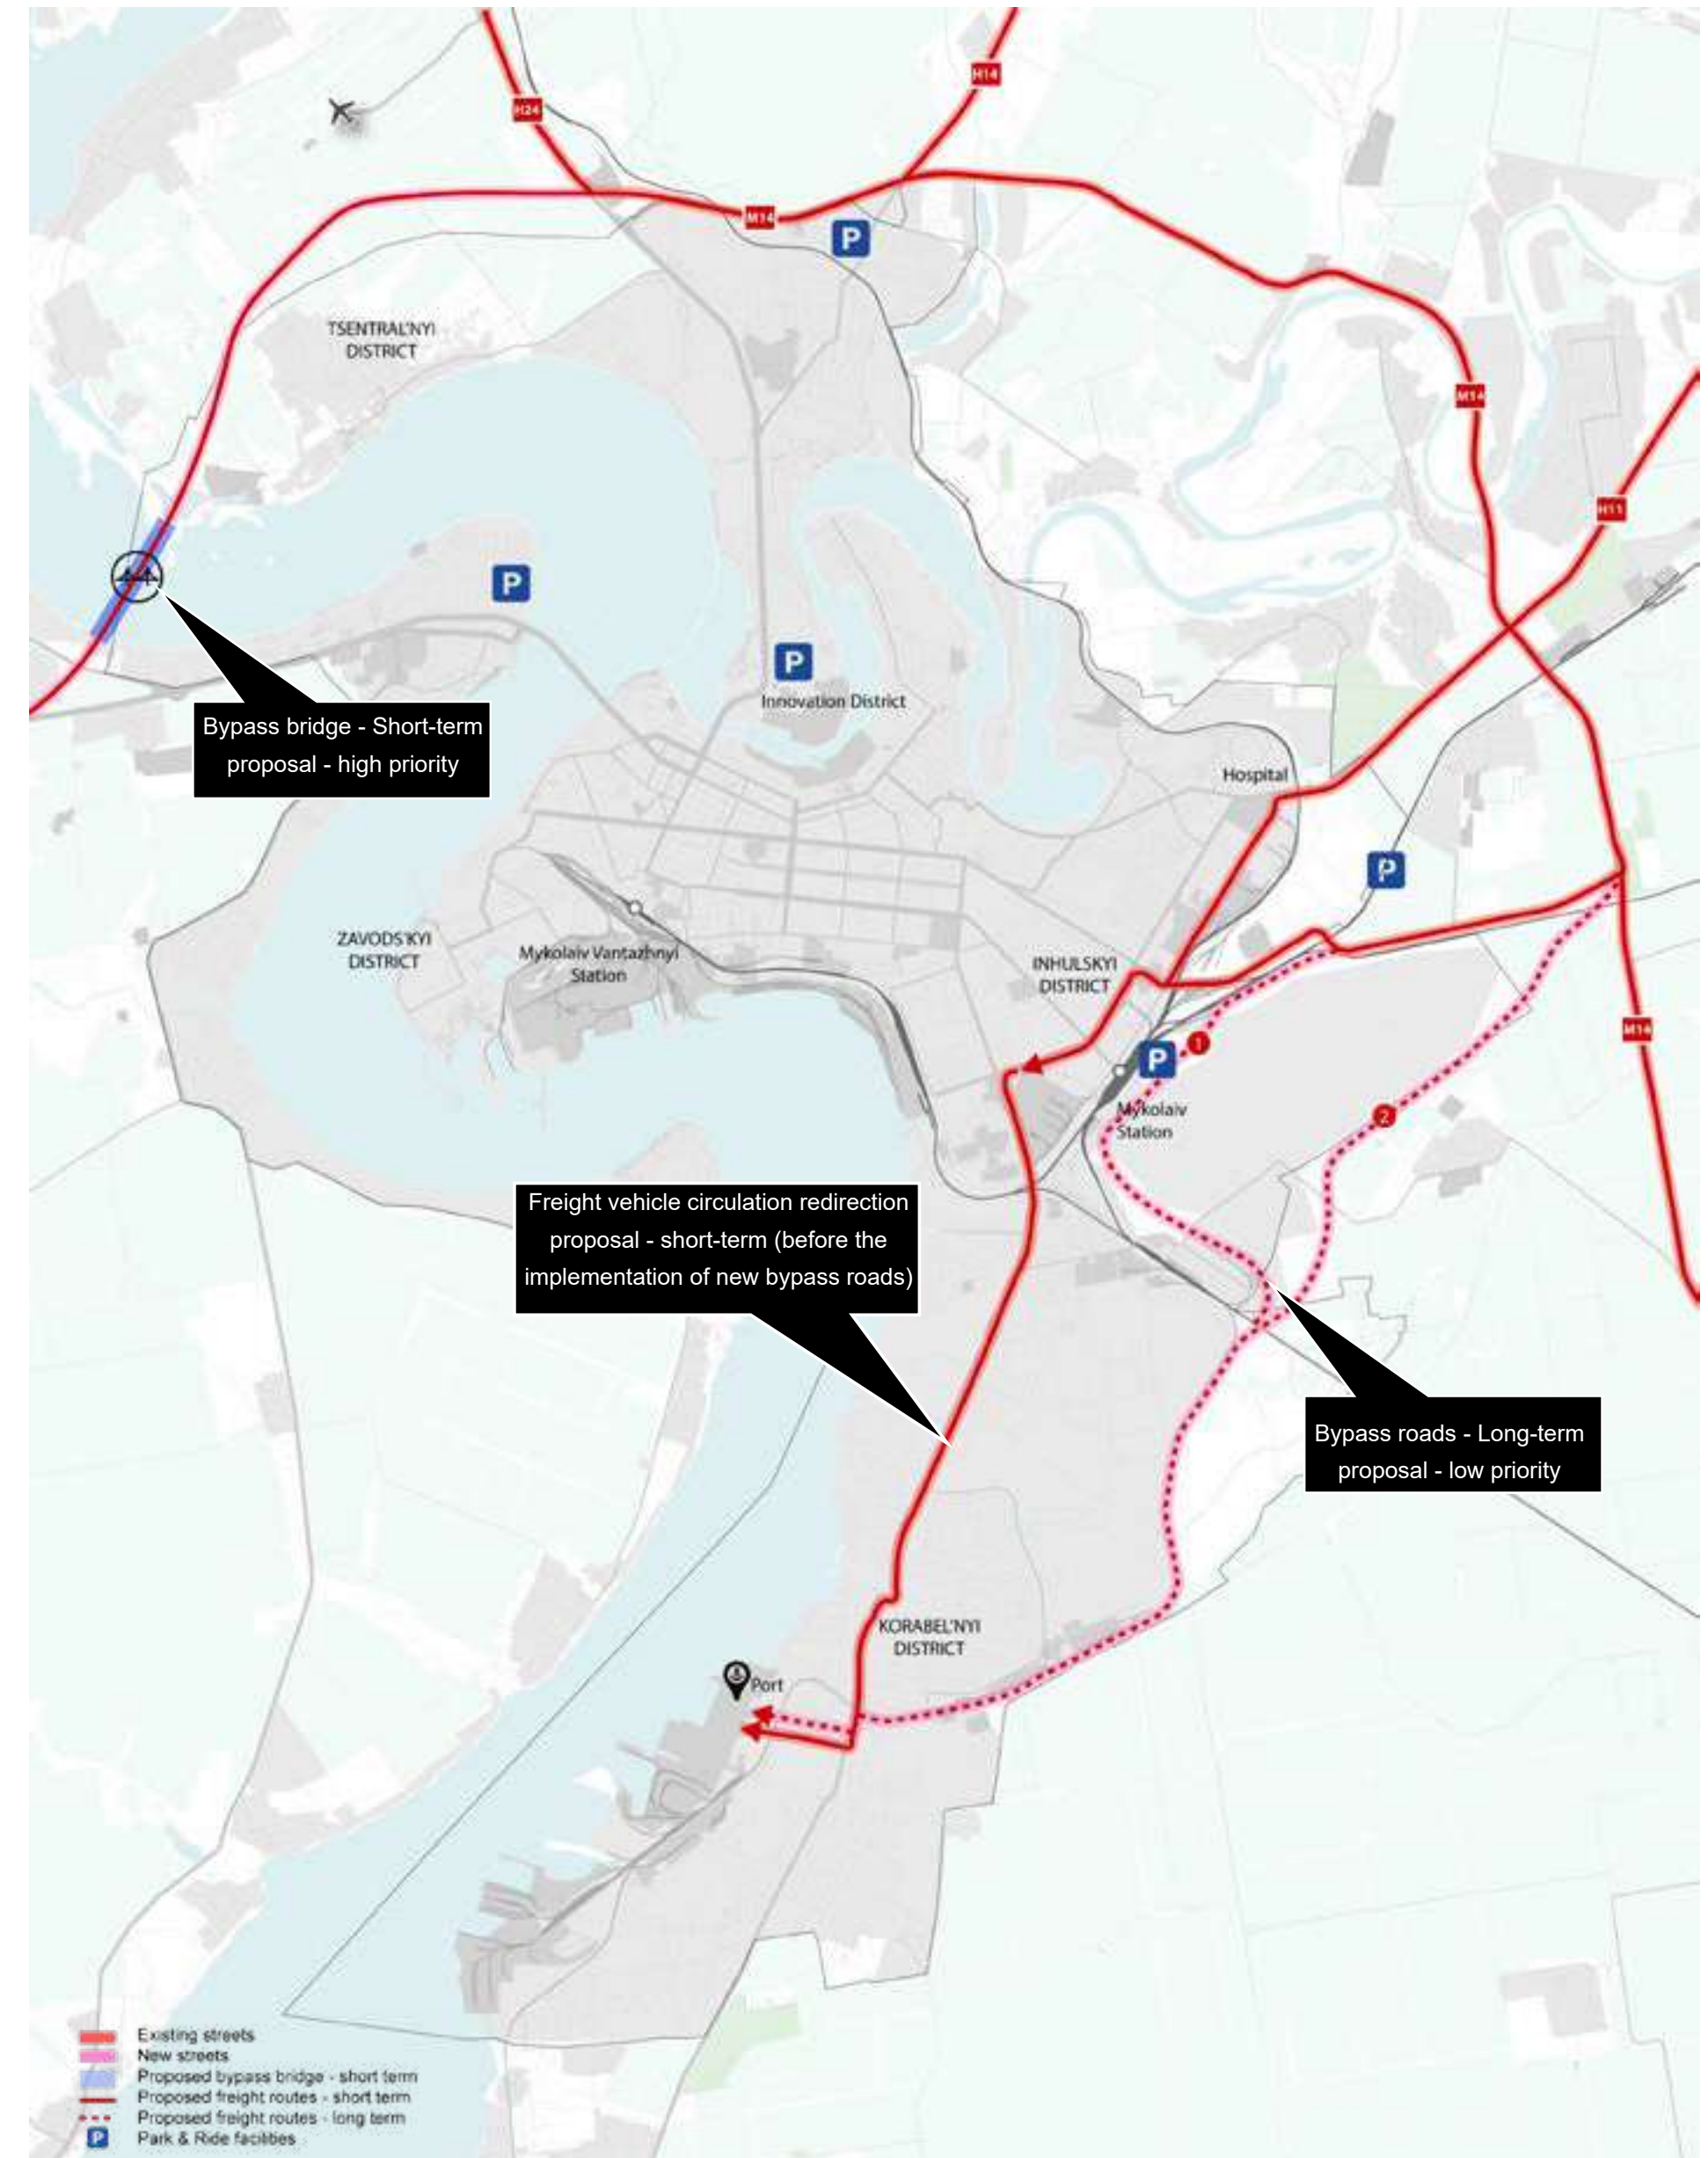 H14
H24
M14
P
TSENTRAL'NYI
DISTRICT
M14
H11
P
P
Innovation District
Bypass bridge - Short-term
proposal - high priority
Hospital
P
ZAVODS'KYI
DISTRICT
Mykolaiv Vantazhnyi
Station
INHULSKYI
DISTRICT
M14
1
P
Mykolaiv
Station
2
Freight vehicle circulation redirection
proposal - short-term (before the
implementation of new bypass roads)
Bypass roads - Long-term
proposal - low priority
KORABEL'NYI
DISTRICT
Port
Existing streets
New streets
Proposed bypass bridge - short term
Proposed freight routes - short term
Proposed freight routes - long term
P
Park & Ride facilities